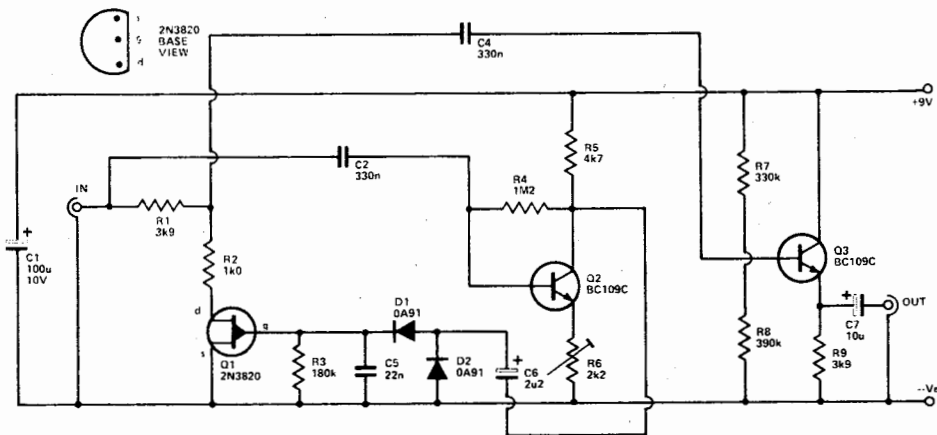 2N3820
BASE
VIEW
s
g
d
C4
330n
+9V
R5
4k7
C2
330n
R7
330k
R4
1M2
IN
R1
3k9
+
C1
100u
10V
R2
1k0
Q3
BC109C
Q2
BC109C
d
D1
0A91
+
OUT
C7
10u
g
s
Q1
2N3820
R3
180k
C5
22n
D2
0A91
+
C6
2u2
R6
2k2
R8
390k
R9
3k9
--Ve